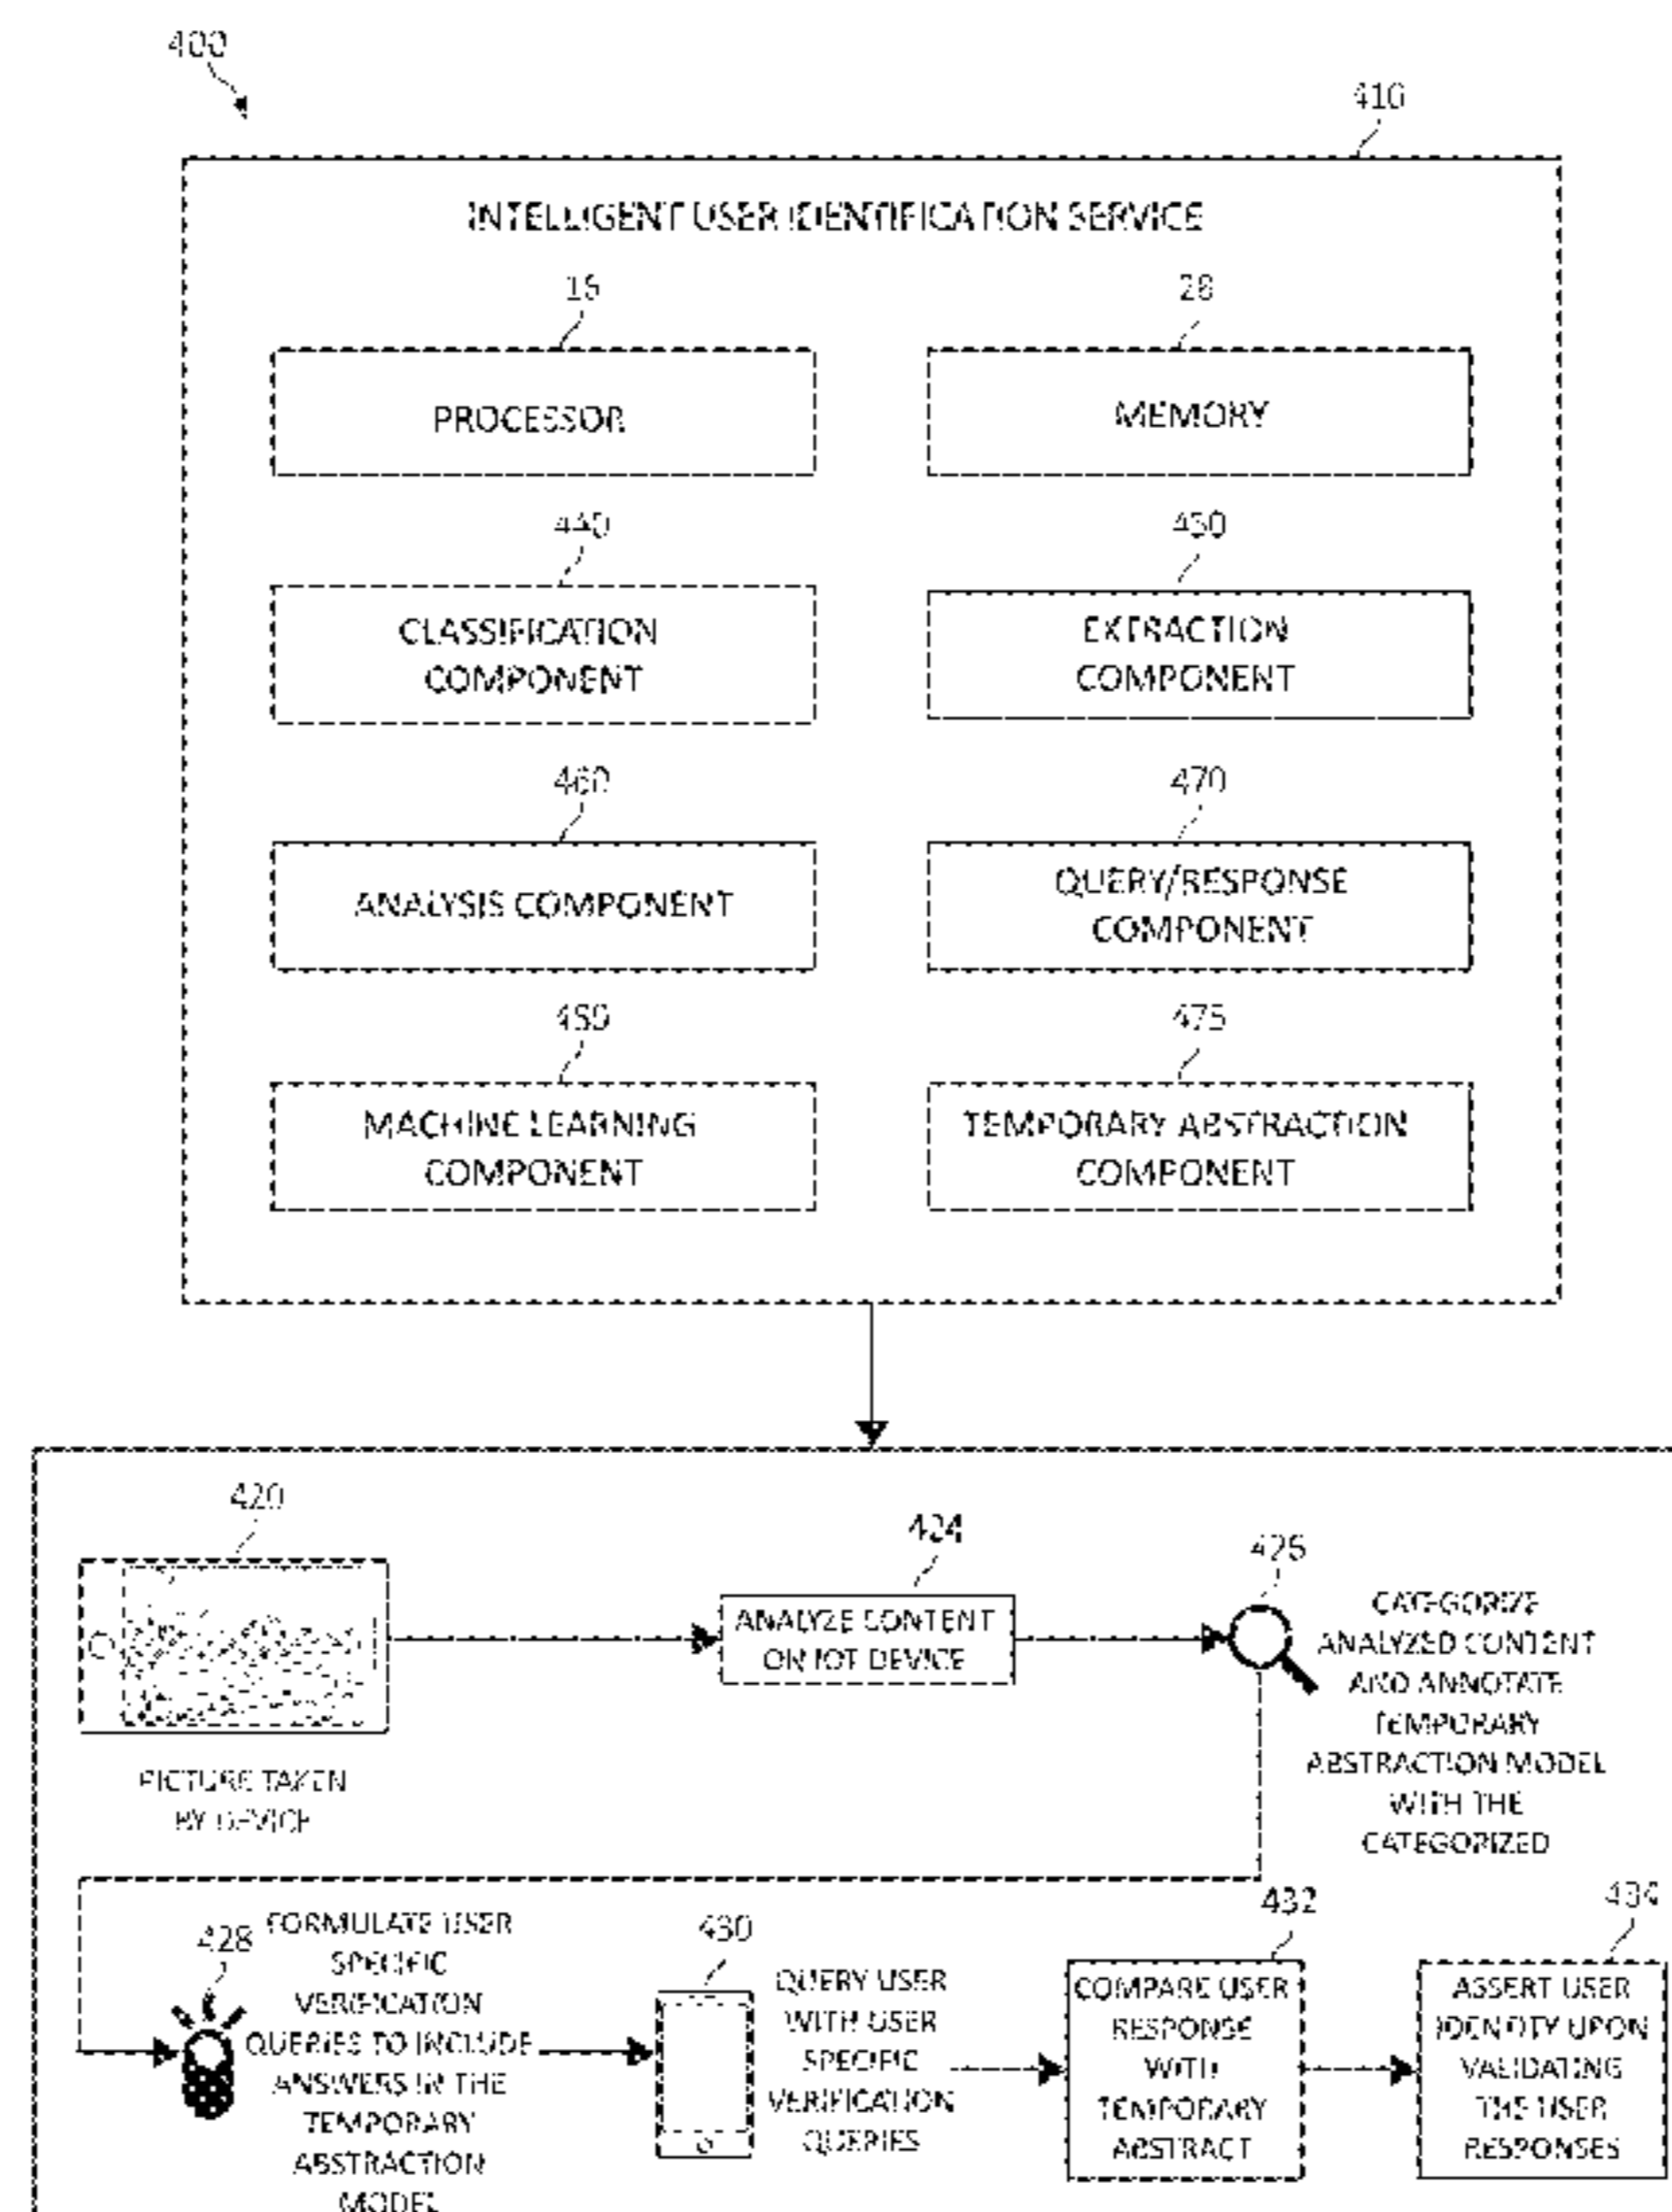 400
410
INTELLIGENT USER IDENTIFICATION SERVICE
16
28
PROCESSOR
MEMORY
440
450
CLASSIFICATION
COMPONENT
EXTRACTION
COMPONENT
460
470
ANALYSIS COMPONENT
QUERY/RESPONSE
COMPONENT
480
475
MACHINE LEARNING
COMPONENT
TEMPORARY ABSTRACTION
COMPONENT
420
PICTURE TAKEN
BY DEVICE
424
ANALYZE CONTENT
ON IOT DEVICE
426
CATEGORIZE
ANALYZED CONTENT
AND ANNOTATE
TEMPORARY
ABSTRACTION MODEL
WITH THE
CATEGORIZED
428
FORMULATE USER
SPECIFIC
VERIFICATION
QUERIES TO INCLUDE
ANSWERS IN THE
TEMPORARY
ABSTRACTION
MODEL
430
QUERY USER
WITH USER
SPECIFIC
VERIFICATION
QUERIES
432
COMPARE USER
RESPONSE
WITH
TEMPORARY
ABSTRACT
434
ASSERT USER
IDENTITY UPON
VALIDATING
THE USER
RESPONSES